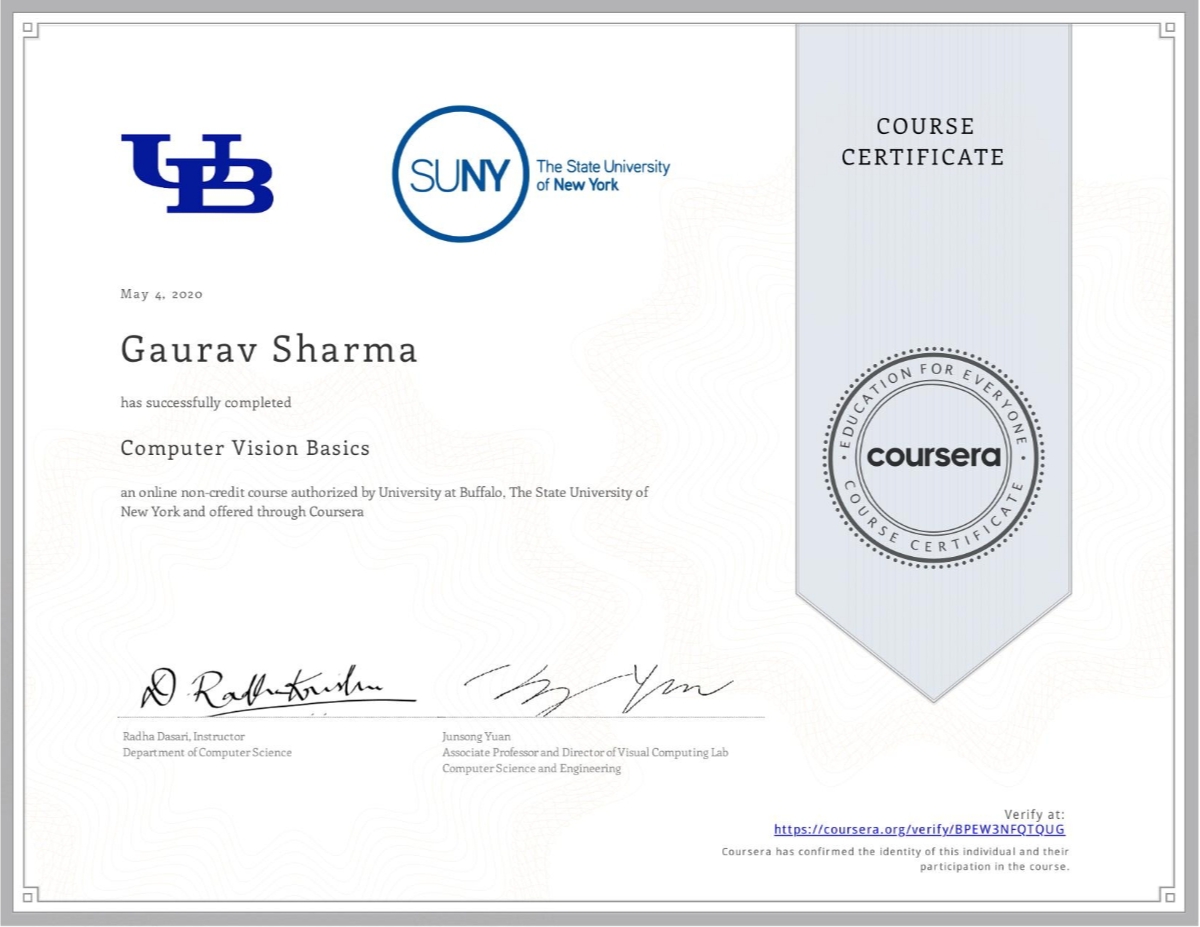 UB
SUNY
The State University
of New York
COURSE
CERTIFICATE
May 4, 2020
Gaurav Sharma
has successfully completed
Computer Vision Basics
an online non-credit course authorized by University at Buffalo, The State University of
New York and offered through Coursera
EDUCATION FOR EVERYONE
coursera
COURSE CERTIFICATE
Radha Dasari, Instructor
Department of Computer Science
Junsong Yuan
Associate Professor and Director of Visual Computing Lab
Computer Science and Engineering
Verify at:
https://coursera.org/verify/BPEW3NFQTQUG
Coursera has confirmed the identity of this individual and their
participation in the course.